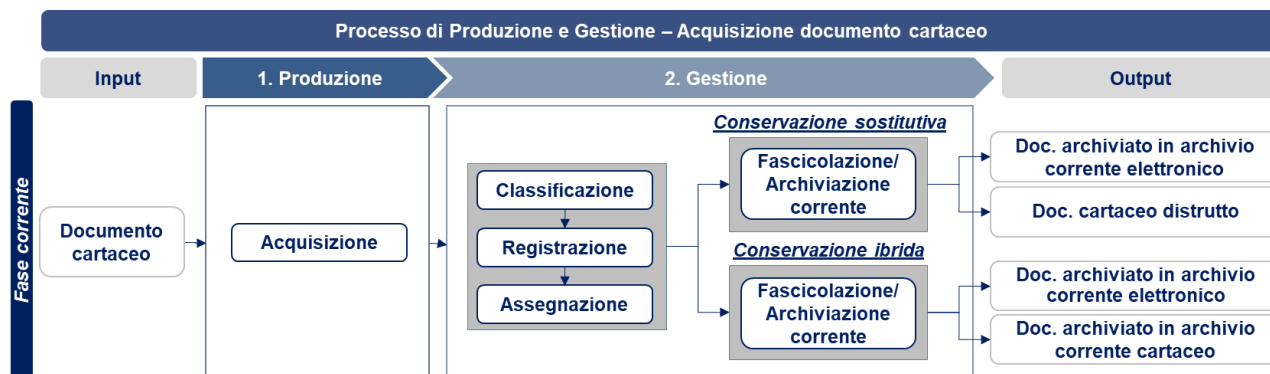 Processo di Produzione e Gestione – Acquisizione documento cartaceo
Input
1. Produzione
2. Gestione
Output
Fase corrente
Documento
cartaceo
Acquisizione
Classificazione
Registrazione
Assegnazione
Conservazione sostitutiva
Fascicolazione/
Archiviazione
corrente
Conservazione ibrida
Fascicolazione/
Archiviazione
corrente
Doc. archiviato in archivio
corrente elettronico
Doc. cartaceo distrutto
Doc. archiviato in archivio
corrente elettronico
Doc. archiviato in archivio
corrente cartaceo